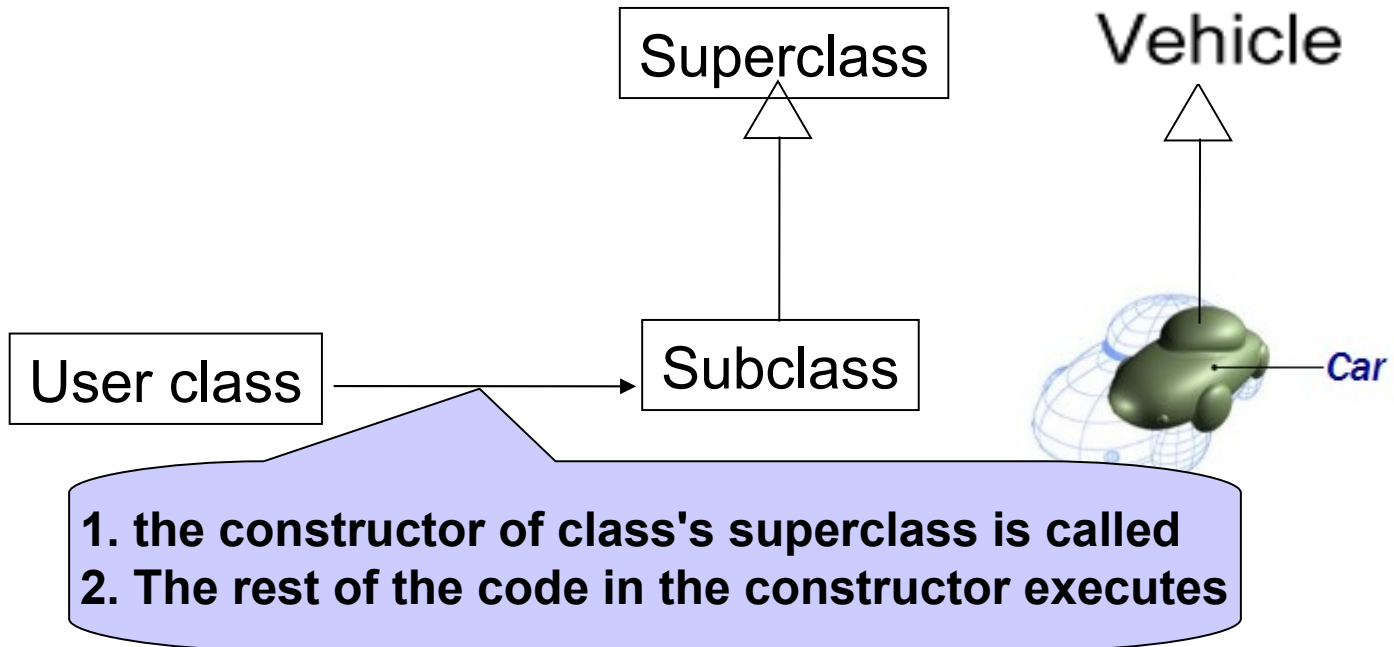 Superclass
Vehicle
User class
Subclass
Car
1. the constructor of class's superclass is called
2. The rest of the code in the constructor executes